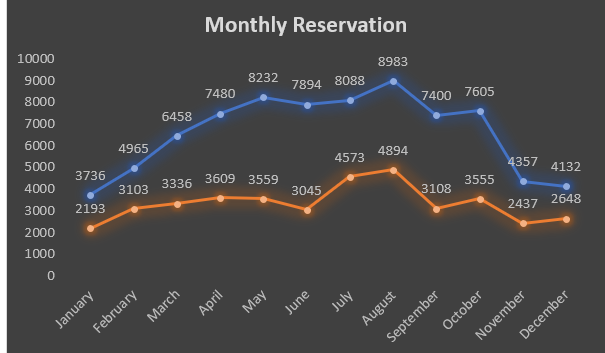 Monthly Reservation
10000
9000
8000
7000
6000
5000
4000
3000
2000
1000
0
3736
4965
6458
7480
8232
7894
8088
8983
7400
7605
4357
4132
2193
3103
3336
3609
3559
3045
4573
4894
3108
3555
2437
2648
January
February
March
April
May
June
July
August
September
October
November
December